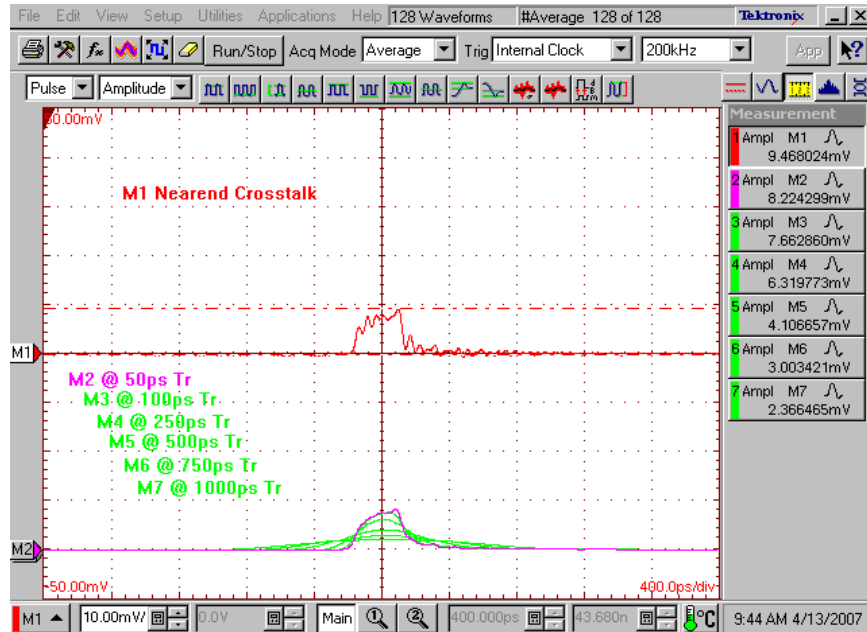 File Edit View Setup Utilities Applications Help 128 Waveforms #Average 128 of 128 Tektronix
Run/Stop Acq Mode Average Trig Internal Clock 200kHz App
Pulse Amplitude
50.00mV
Measurement
1 Ampl M1
9.468024mV
2 Ampl M2
8.224299mV
3 Ampl M3
7.662860mV
4 Ampl M4
6.319773mV
5 Ampl M5
4.106657mV
6 Ampl M6
3.003421mV
7 Ampl M7
2.366465mV
M1 Nearend Crosstalk
M1
M2 @ 50ps Tr
M3 @ 100ps Tr
M4 @ 250ps Tr
M5 @ 500ps Tr
M6 @ 750ps Tr
M7 @ 1000ps Tr
M2
-50.00mV 400.0ps/div
M1 10.00mV/ 0.0V Main 1 2 400.000ps 43.680n °C 9:44 AM 4/13/2007